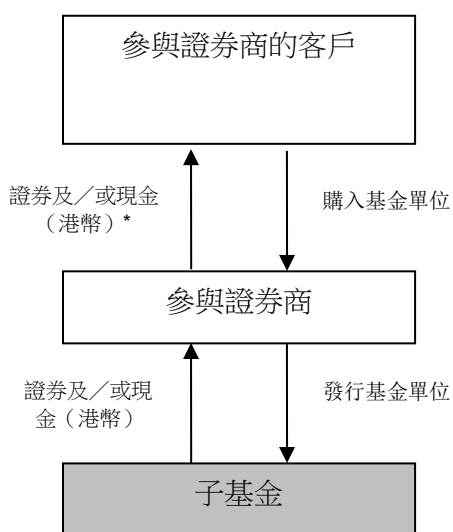 參與證券商的客戶
證券及／或現金
（港幣）*
購入基金單位
參與證券商
證券及／或現
金（港幣）
發行基金單位
子基金